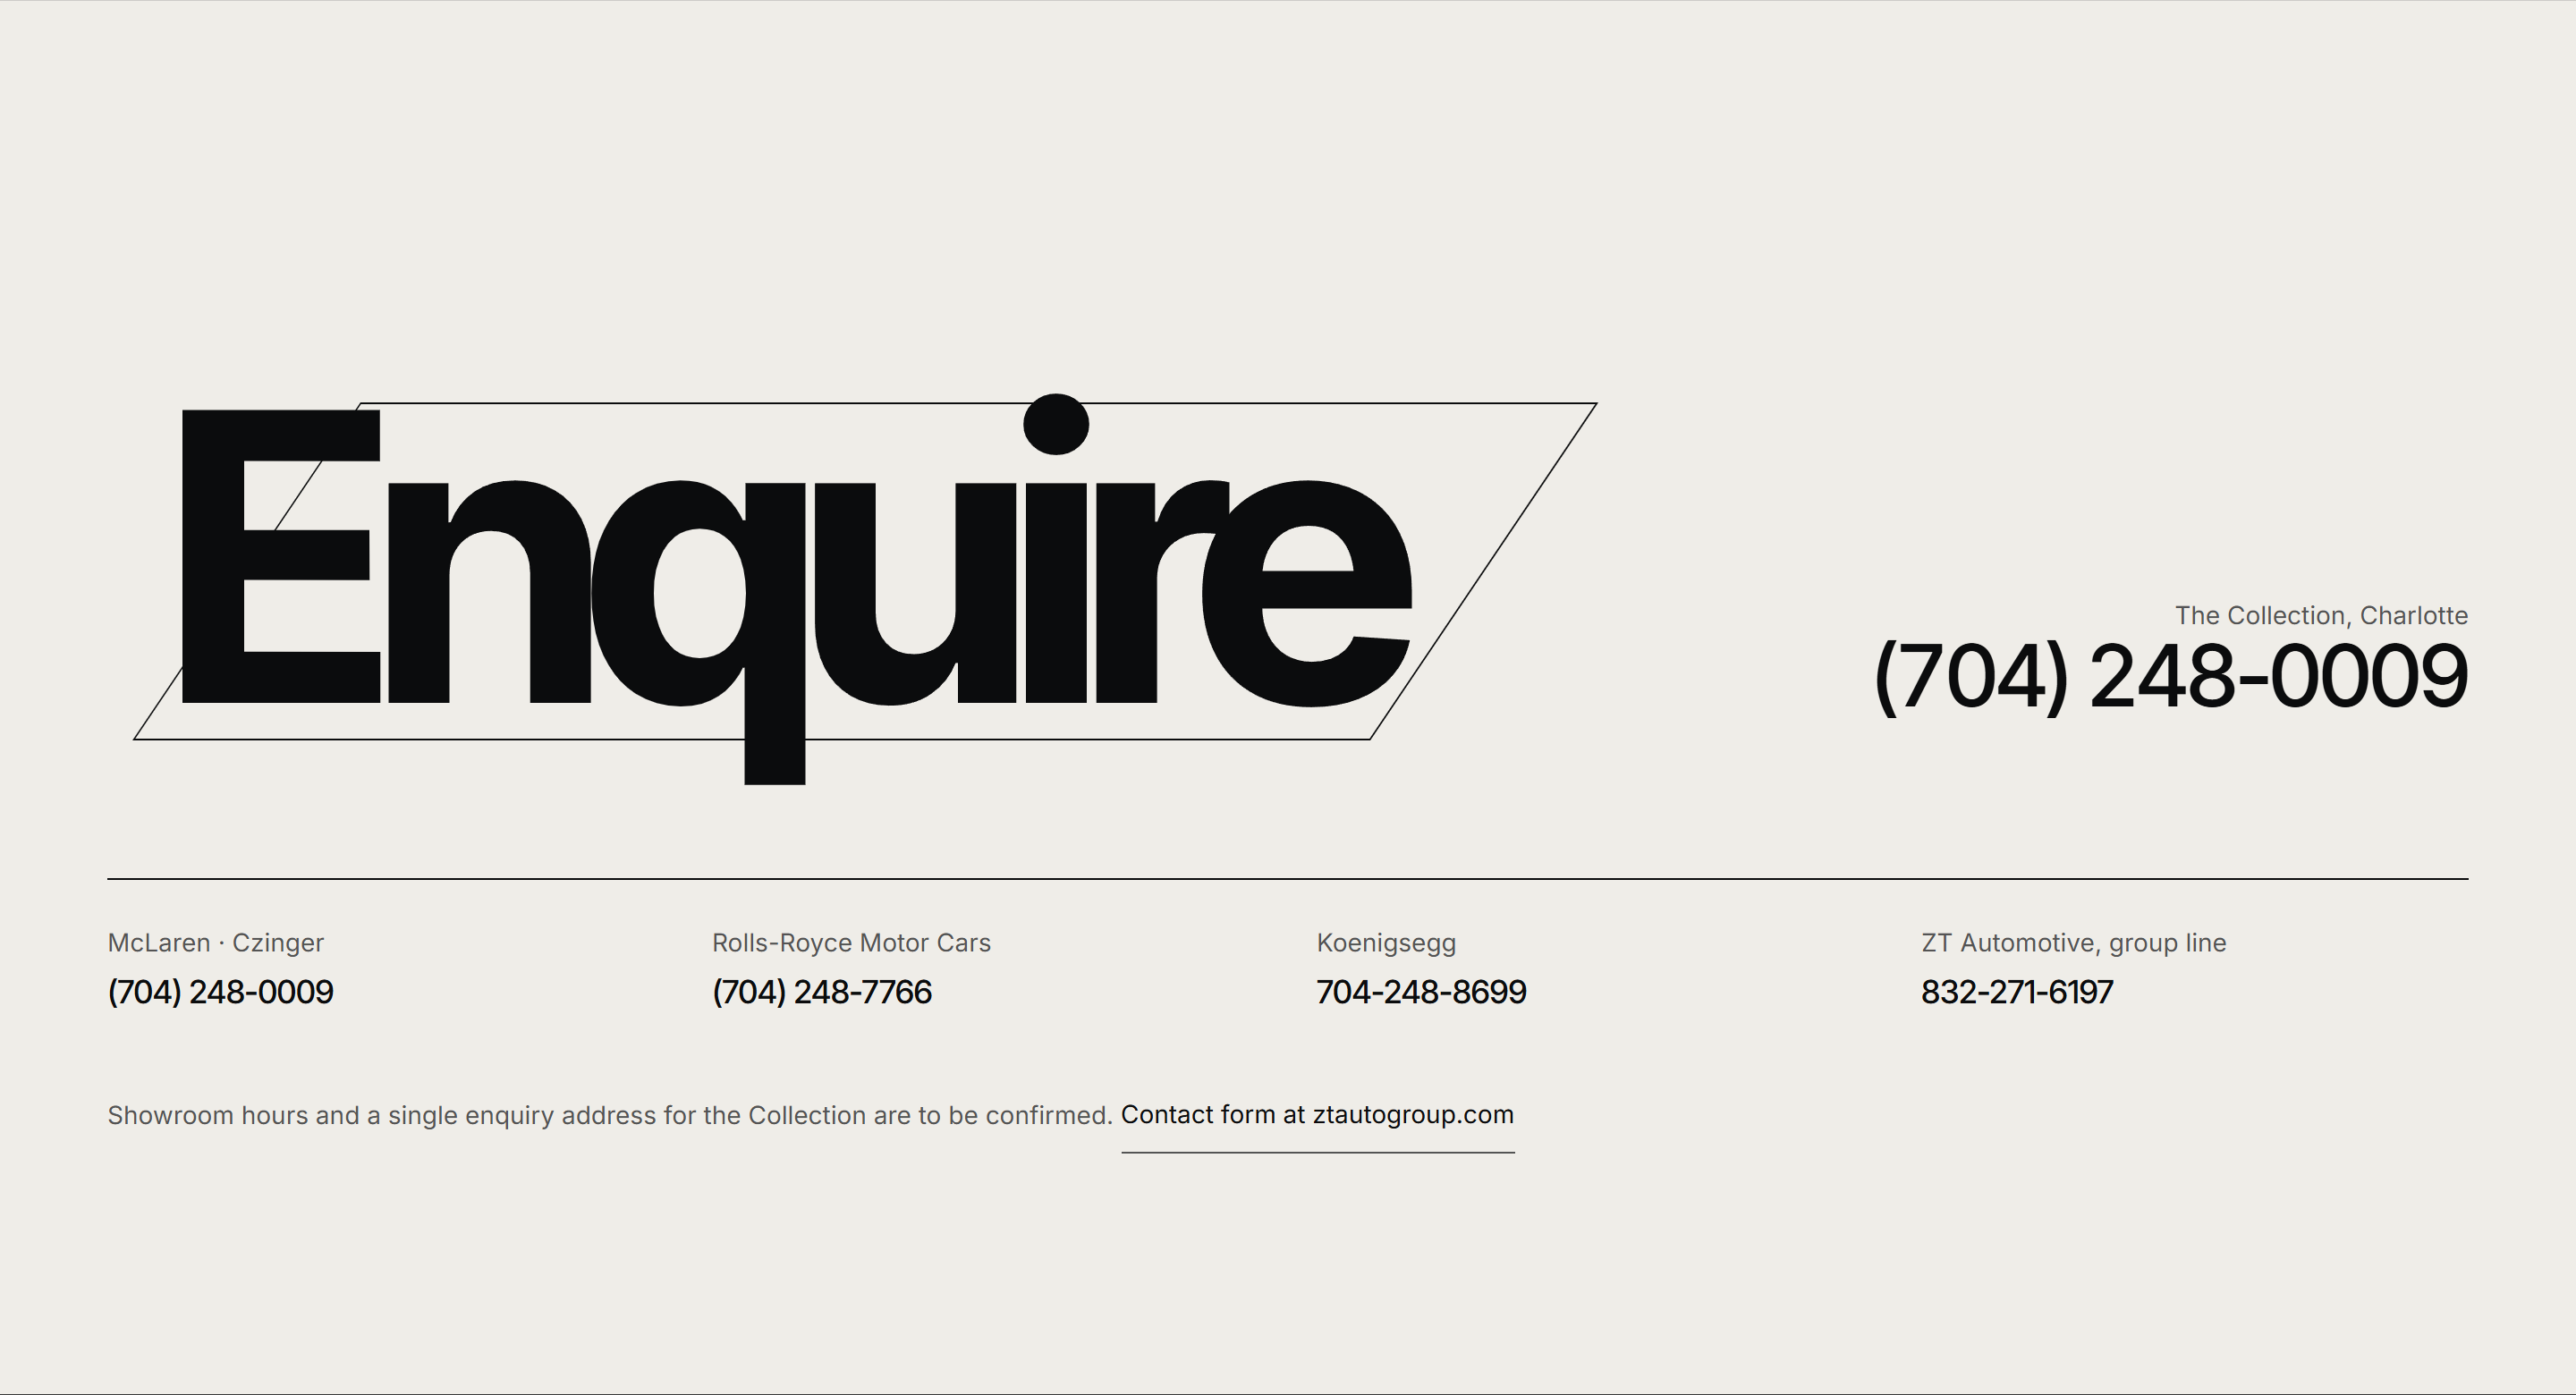 Enquire
The Collection, Charlotte
(704) 248-0009
McLaren · Czinger
(704) 248-0009
Rolls-Royce Motor Cars
(704) 248-7766
Koenigsegg
704-248-8699
ZT Automotive, group line
832-271-6197
Showroom hours and a single enquiry address for the Collection are to be confirmed. Contact form at ztautogroup.com